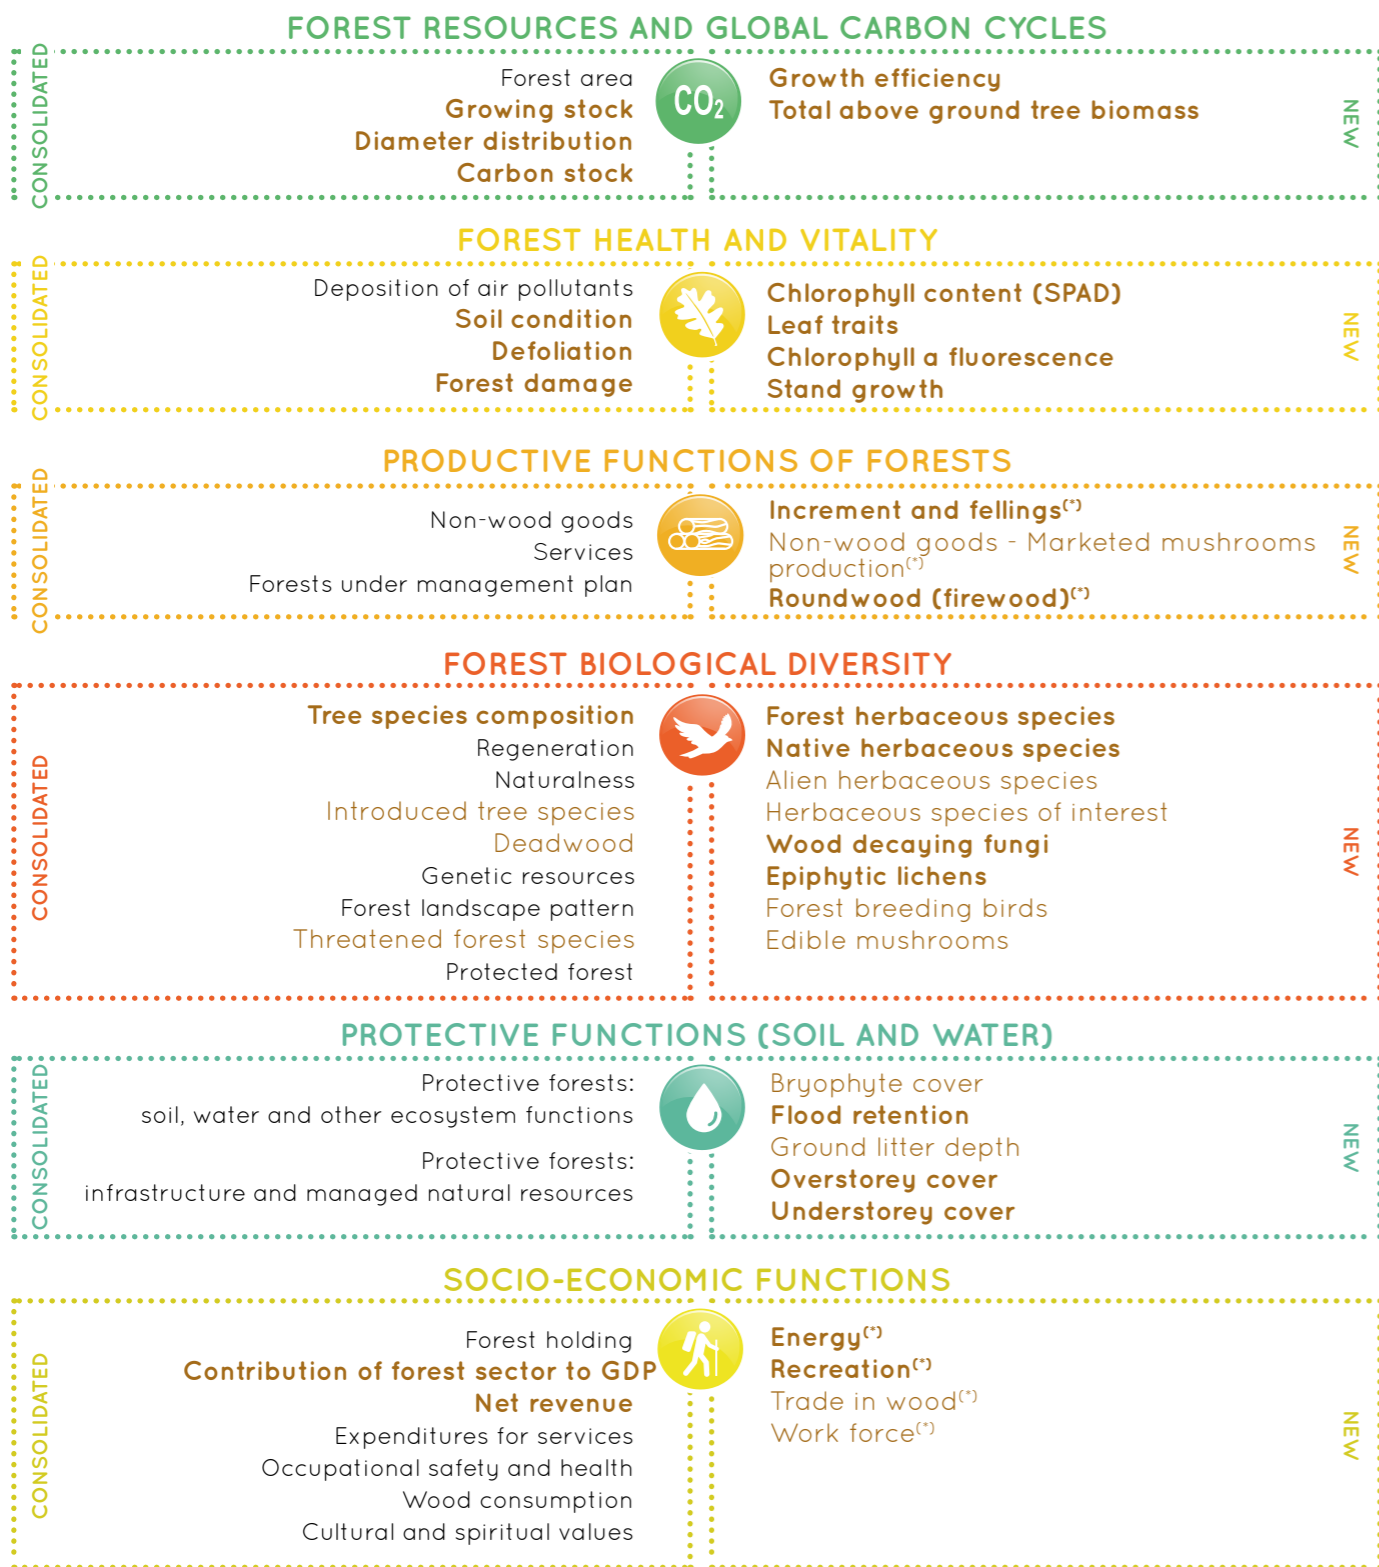 FOREST RESOURCES AND GLOBAL CARBON CYCLES
CONSOLIDATED
Forest area
Growing stock
Diameter distribution
Carbon stock
CO2
Growth efficiency
Total above ground tree biomass
NEW
FOREST HEALTH AND VITALITY
CONSOLIDATED
Deposition of air pollutants
Soil condition
Defoliation
Forest damage
Chlorophyll content (SPAD)
Leaf traits
Chlorophyll a fluorescence
Stand growth
NEW
PRODUCTIVE FUNCTIONS OF FORESTS
CONSOLIDATED
Non-wood goods
Services
Forests under management plan
Increment and fellings(*)
Non-wood goods - Marketed mushrooms
production(*)
Roundwood (firewood)(*)
NEW
FOREST BIOLOGICAL DIVERSITY
CONSOLIDATED
Tree species composition
Regeneration
Naturalness
Introduced tree species
Deadwood
Genetic resources
Forest landscape pattern
Threatened forest species
Protected forest
Forest herbaceous species
Native herbaceous species
Alien herbaceous species
Herbaceous species of interest
Wood decaying fungi
Epiphytic lichens
Forest breeding birds
Edible mushrooms
NEW
PROTECTIVE FUNCTIONS (SOIL AND WATER)
CONSOLIDATED
Protective forests:
soil, water and other ecosystem functions
Protective forests:
infrastructure and managed natural resources
Bryophyte cover
Flood retention
Ground litter depth
Overstorey cover
Understorey cover
NEW
SOCIO-ECONOMIC FUNCTIONS
CONSOLIDATED
Forest holding
Contribution of forest sector to GDP
Net revenue
Expenditures for services
Occupational safety and health
Wood consumption
Cultural and spiritual values
Energy(*)
Recreation(*)
Trade in wood(*)
Work force(*)
NEW